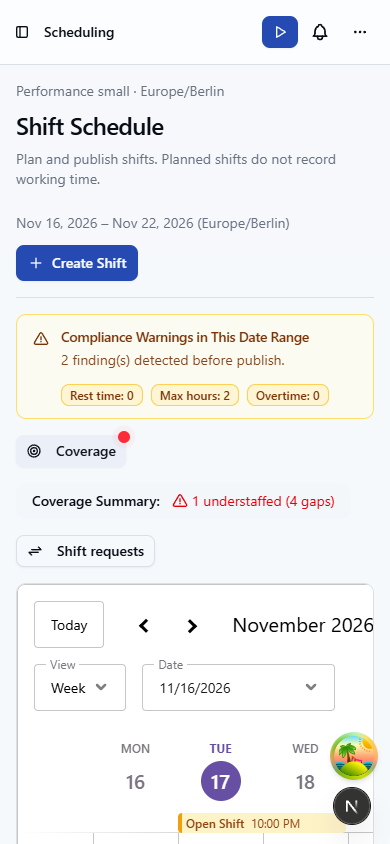 Scheduling
Performance small · Europe/Berlin
Shift Schedule
Plan and publish shifts. Planned shifts do not record
working time.
Nov 16, 2026 – Nov 22, 2026 (Europe/Berlin)
Create Shift
Compliance Warnings in This Date Range
2 finding(s) detected before publish.
Rest time: 0 Max hours: 2 Overtime: 0
Coverage
Coverage Summary: 1 understaffed (4 gaps)
Shift requests
Today November 2026
View Date
Week 11/16/2026
MON TUE WED
16 17 18
Open Shift 10:00 PM
N